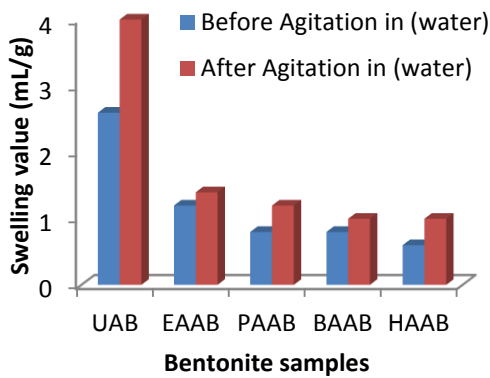 Before Agitation in (water)
After Agitation in (water)
Swelling value (mL/g)
4
3
2
1
0
UAB EAAB PAAB BAAB HAAB
Bentonite samples